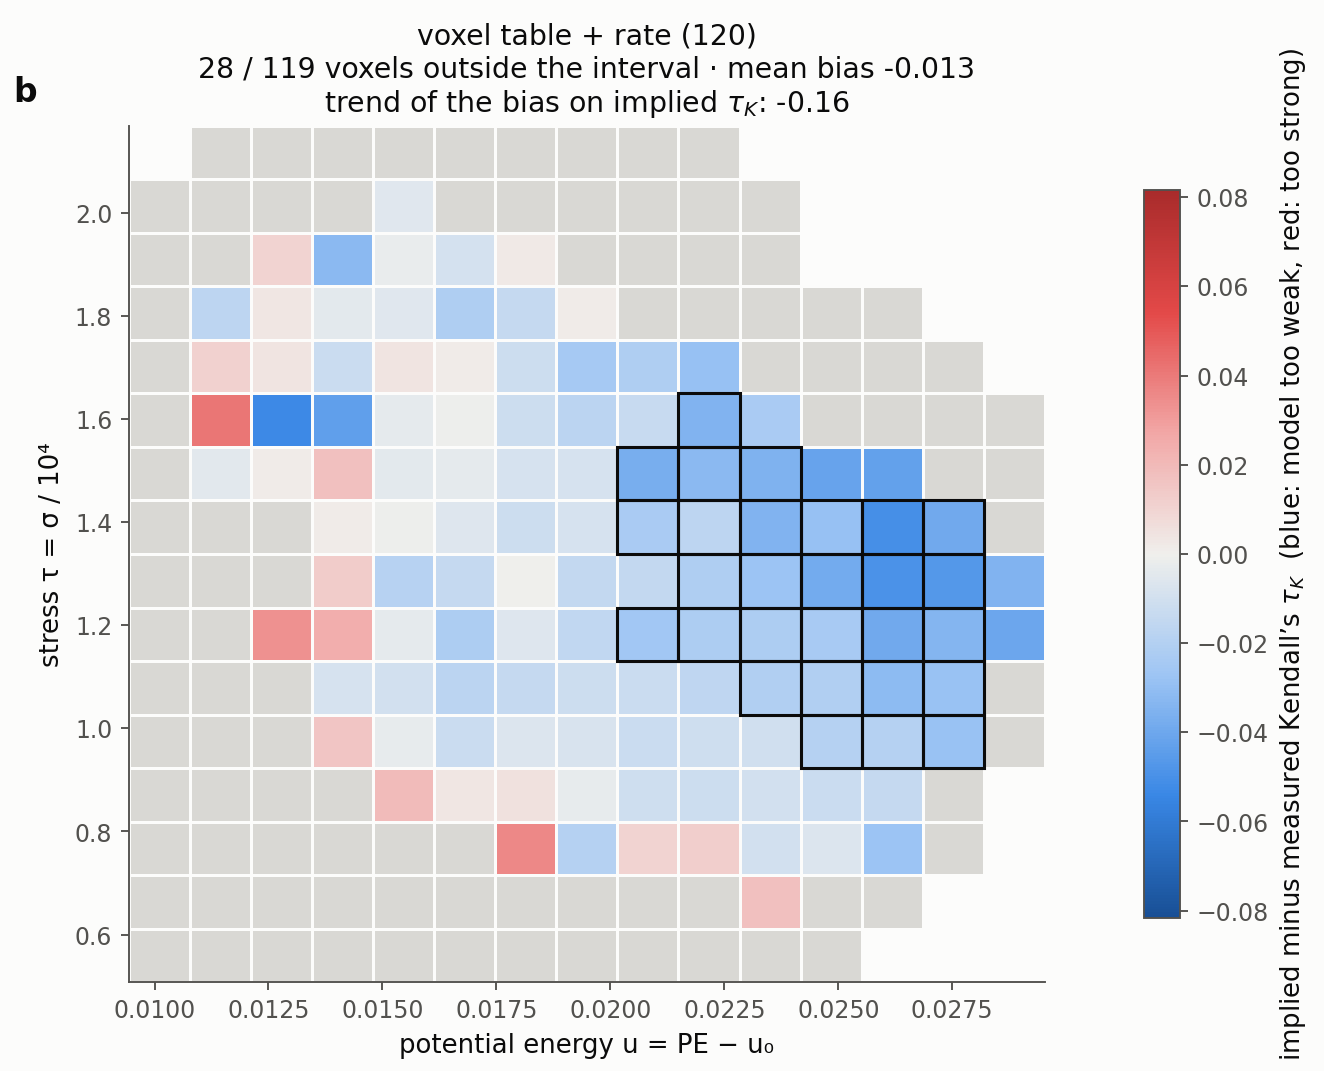 b
voxel table + rate (120)
28 / 119 voxels outside the interval · mean bias -0.013
trend of the bias on implied τ_K: -0.16
stress τ = σ / 10⁴
2.0
1.8
1.6
1.4
1.2
1.0
0.8
0.6
0.0100 0.0125 0.0150 0.0175 0.0200 0.0225 0.0250 0.0275
potential energy u = PE − u₀
0.08
0.06
0.04
0.02
0.00
−0.02
−0.04
−0.06
−0.08
implied minus measured Kendall’s τ_K (blue: model too weak, red: too strong)